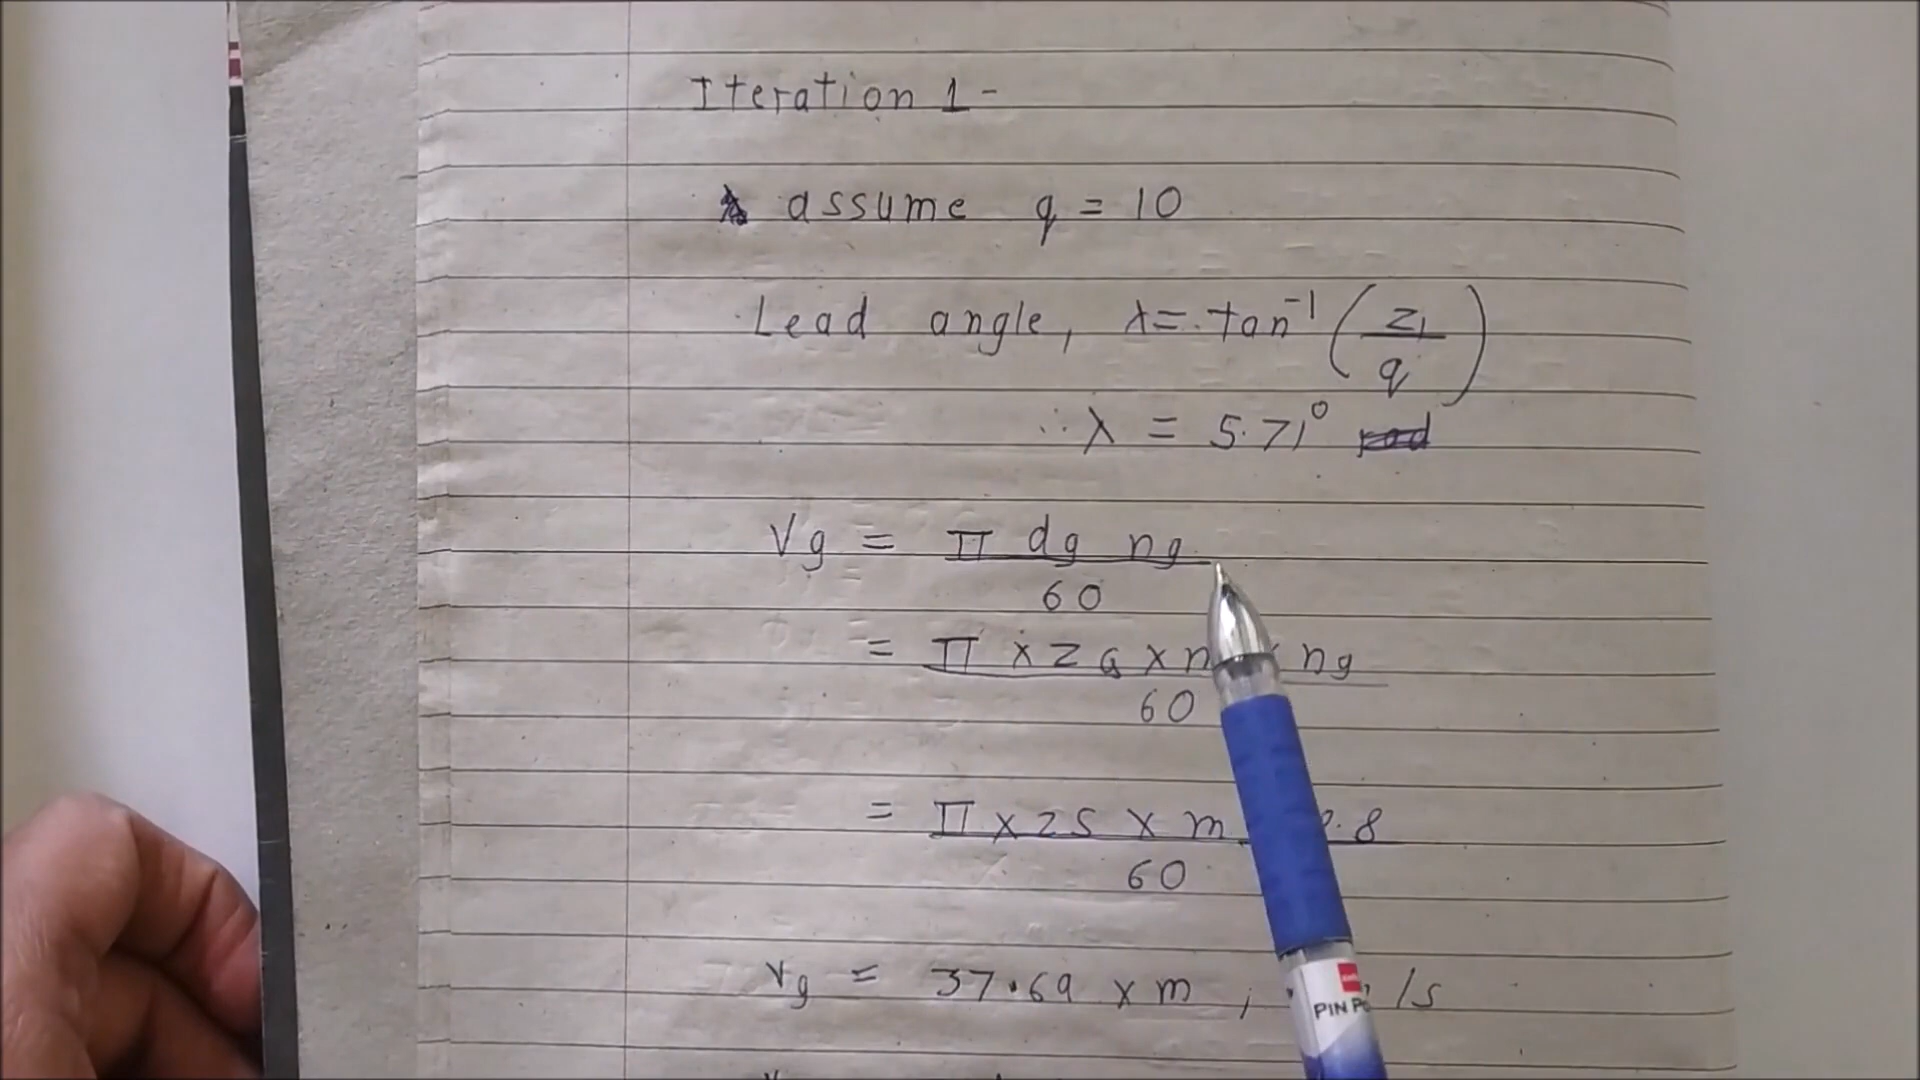 Iteration 1 -
assume q = 10
Lead angle, λ = tan⁻¹ (z₁/q)
∴ λ = 5.71°
Vg = π dg ng / 60
= π × zG × ng / 60
= π × 25 × m .8 / 60
Vg = 37.69 × m , /s
PIN PO